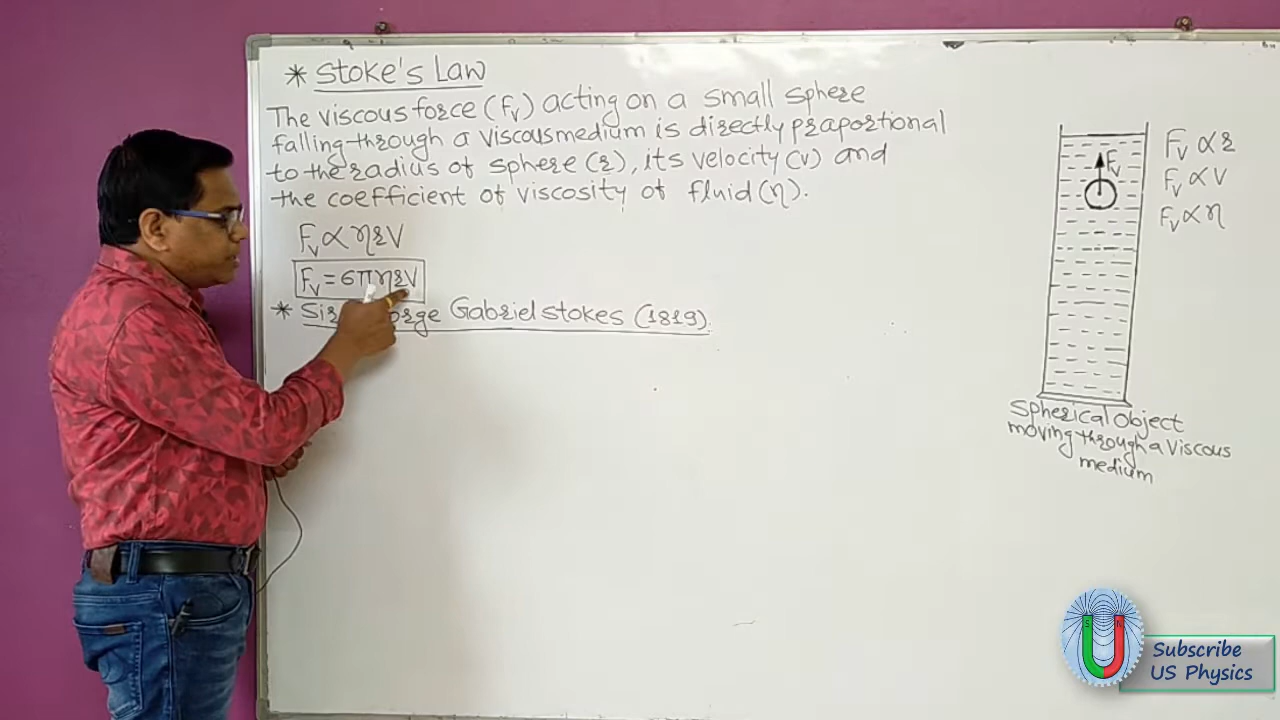 * Stoke's Law
The viscous force (Fv) acting on a small sphere
falling through a viscous medium is directly praportional
to the radius of sphere (r), its velocity (v) and
the coefficient of viscosity of fluid (η).
Fv ∝ ηrV
Fv = 6πηrV
* Gabriel stokes (1819).
Fv
Fv ∝ r
Fv ∝ V
Fv ∝ η
Spherical Object
moving through a Viscous
medium
S N
Subscribe
US Physics